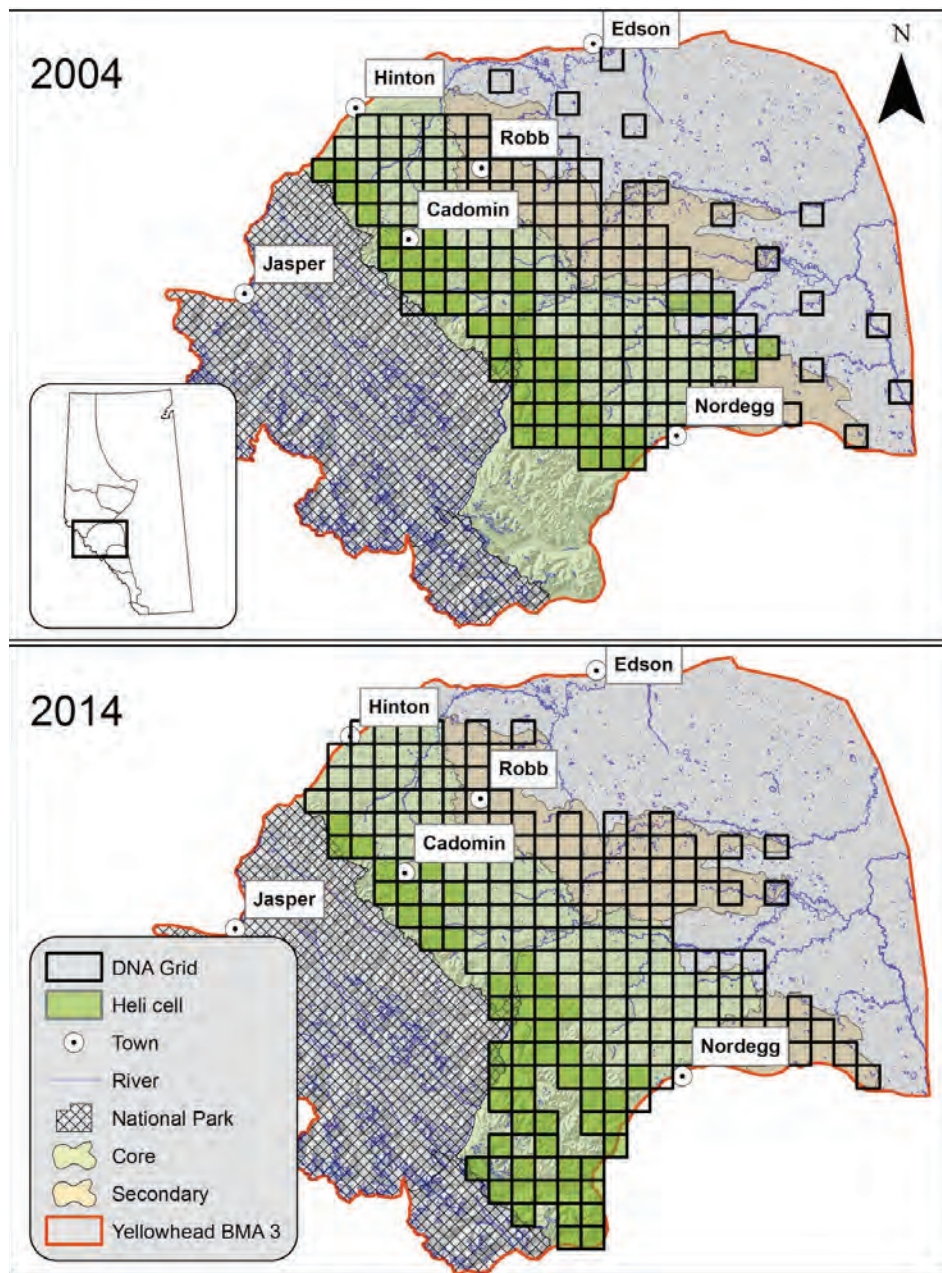 2004
Edson
N
Hinton
Robb
Cadomin
Jasper
Nordegg
2014
Edson
Hinton
Robb
Cadomin
Jasper
Nordegg
DNA Grid
Heli cell
Town
River
National Park
Core
Secondary
Yellowhead BMA 3